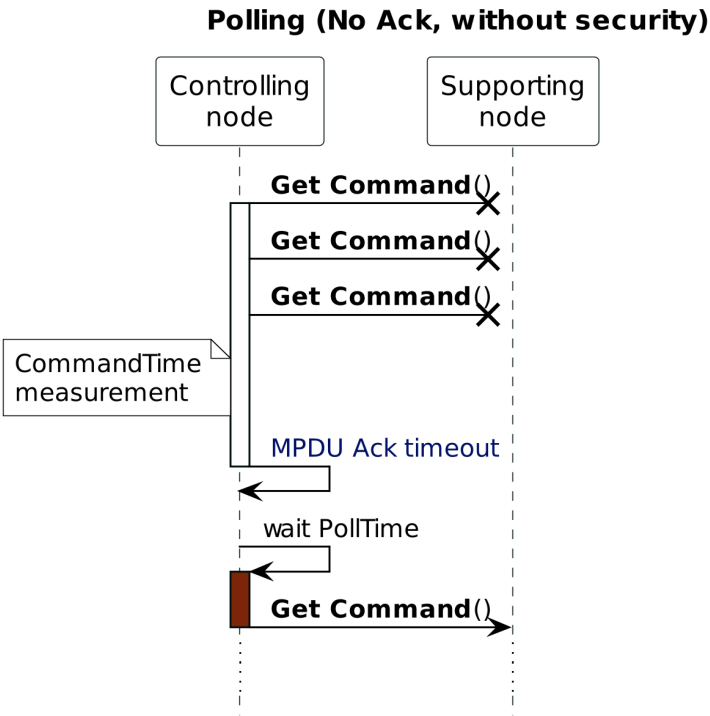 Polling (No Ack, without security)
Controlling
node
Supporting
node
Get Command()
Get Command()
Get Command()
CommandTime
measurement
MPDU Ack timeout
wait PollTime
Get Command()